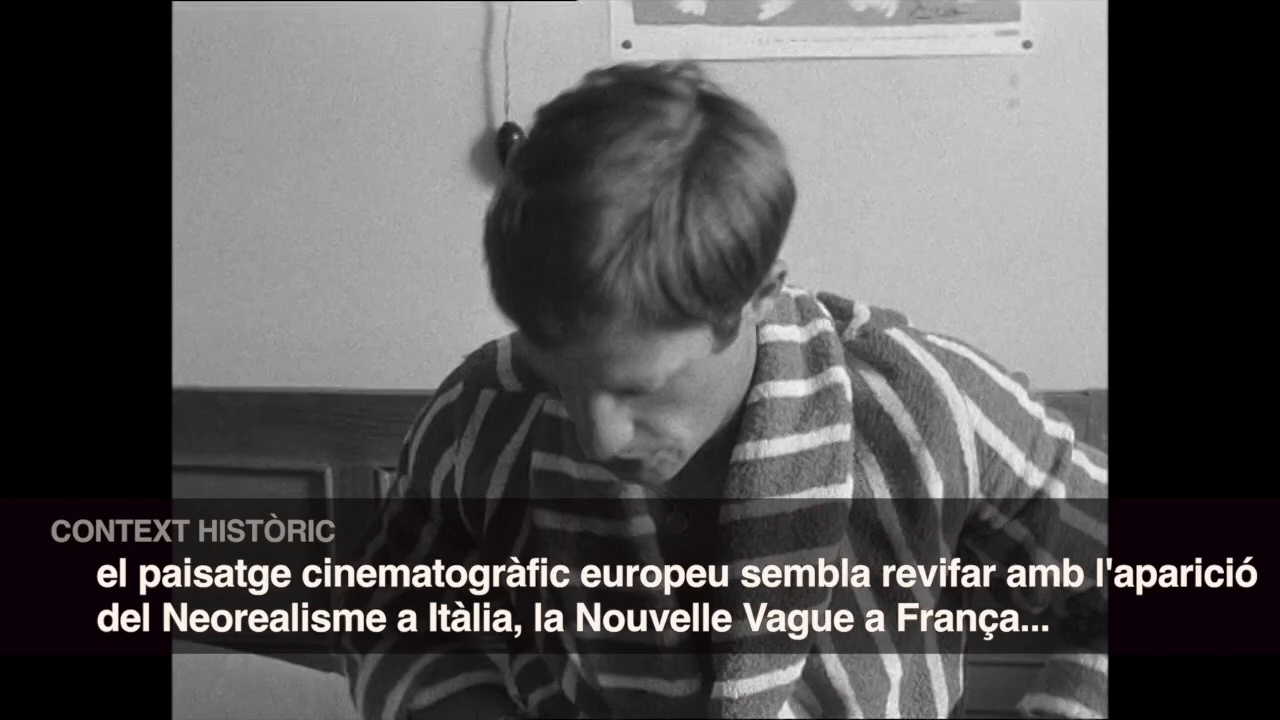 CONTEXT HISTÒRIC
el paisatge cinematogràfic europeu sembla revifar amb l'aparició
del Neorealisme a Itàlia, la Nouvelle Vague a França...